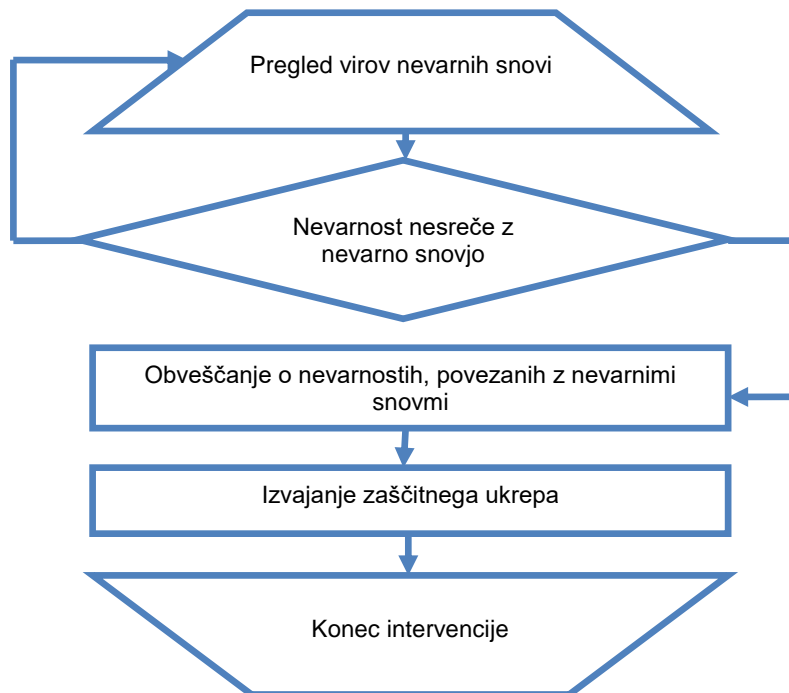 Pregled virov nevarnih snovi
Nevarnost nesreče z
nevarno snovjo
Obveščanje o nevarnostih, povezanih z nevarnimi
snovmi
Izvajanje zaščitnega ukrepa
Konec intervencije